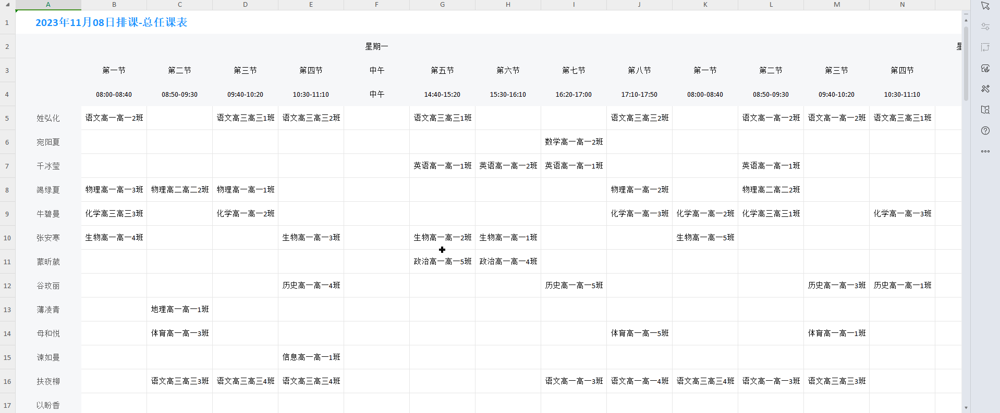 A B C D E F G H I J K L M N
1 2023年11月08日排课-总任课表
2 星期一
3 第一节 第二节 第三节 第四节 中午 第五节 第六节 第七节 第八节 第一节 第二节 第三节 第四节
4 08:00-08:40 08:50-09:30 09:40-10:20 10:30-11:10 中午 14:40-15:20 15:30-16:10 16:20-17:00 17:10-17:50 08:00-08:40 08:50-09:30 09:40-10:20 10:30-11:10
5 姓弘化 语文高一高一2班 语文高三高三1班 语文高三高三2班 语文高三高三1班 语文高三高三2班 语文高一高一2班 语文高一高一2班 语文高三高三1班
6 宛阳夏 数学高一高一2班
7 千冰莹 英语高一高一1班 英语高一高一2班 英语高一高一1班 英语高一高一1班
8 竭绿夏 物理高一高一3班 物理高二高二2班 物理高一高一1班 物理高一高一2班 物理高二高二2班
9 牛碧曼 化学高三高三3班 化学高一高一2班 化学高一高一3班 化学高一高一2班 化学高三高三1班 化学高一高一3班
10 张安寒 生物高一高一4班 生物高一高一3班 生物高一高一2班 生物高一高一1班 生物高一高一5班
11 蒙昕葳 政治高一高一5班 政治高一高一4班
12 谷玟丽 历史高一高一4班 历史高一高一5班 历史高一高一3班 历史高一高一1班
13 薄凌青 地理高一高一1班
14 母和悦 体育高一高一3班 体育高一高一5班 体育高一高一1班
15 谏如曼 信息高一高一1班
16 扶夜柳 语文高三高三3班 语文高三高三4班 语文高三高三4班 语文高一高一3班 语文高一高一4班 语文高三高三4班 语文高一高一3班 语文高三高三3班
17 以盼香